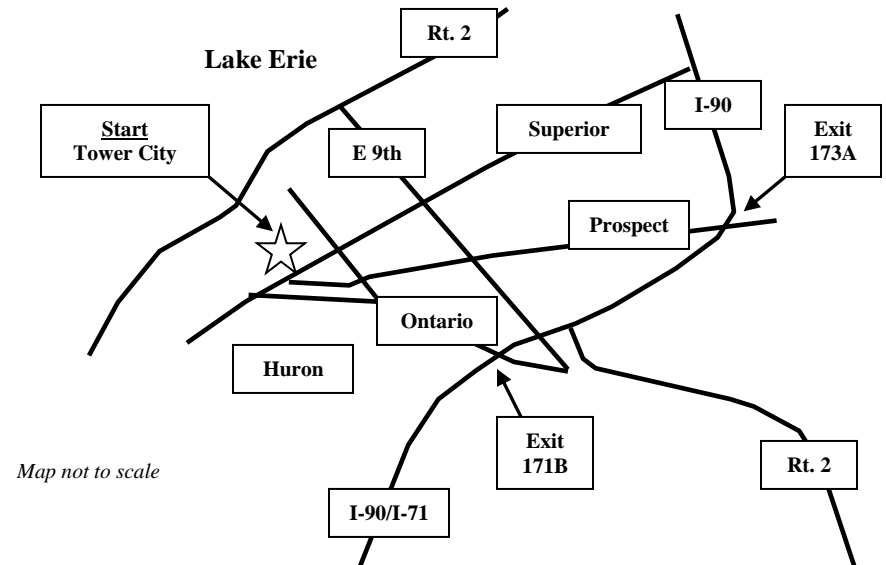 Rt. 2
Lake Erie
I-90
Start
Tower City
Superior
Exit
173A
E 9th
Prospect
Ontario
Huron
Exit
171B
Map not to scale
Rt. 2
I-90/I-71